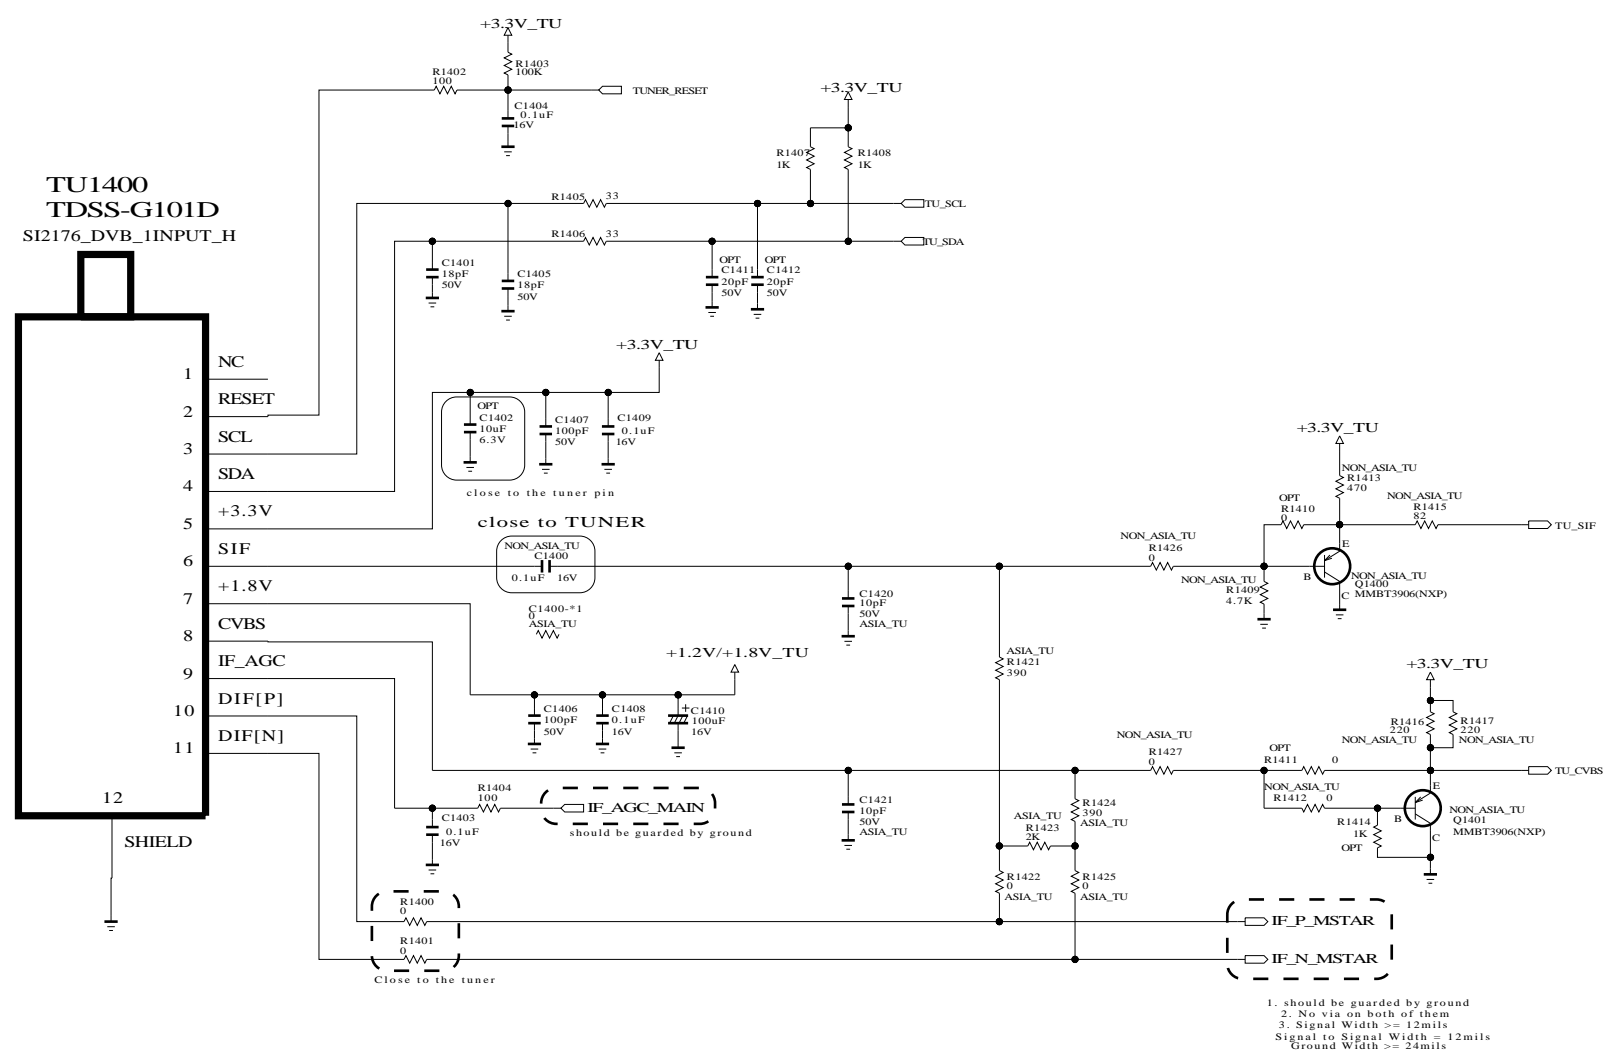 +3.3V_TU
R1402
100
R1403
100K
TUNER_RESET
C1404
0.1uF
16V
+3.3V_TU
R1407
1K
R1408
1K
TU1400
TDSS-G101D
SI2176_DVB_1INPUT_H
R1405
33
TU_SCL
R1406
33
TU_SDA
C1401
18pF
50V
C1405
18pF
50V
OPT
C1411
20pF
50V
OPT
C1412
20pF
50V
+3.3V_TU
1
NC
2
RESET
3
SCL
4
SDA
5
+3.3V
6
SIF
7
+1.8V
8
CVBS
9
IF_AGC
10
DIF[P]
11
DIF[N]
12
SHIELD
OPT
C1402
10uF
6.3V
C1407
100pF
50V
C1409
0.1uF
16V
close to the tuner pin
close to TUNER
NON_ASIA_TU
C1400
0.1uF
16V
C1400-*1
0
ASIA_TU
+1.2V/+1.8V_TU
C1406
100pF
50V
C1408
0.1uF
16V
+
C1410
100uF
16V
R1404
100
IF_AGC_MAIN
should be guarded by ground
C1403
0.1uF
16V
R1400
0
R1401
0
Close to the tuner
C1420
10pF
50V
ASIA_TU
C1421
10pF
50V
ASIA_TU
ASIA_TU
R1421
390
ASIA_TU
R1423
2K
R1424
390
ASIA_TU
R1422
0
ASIA_TU
R1425
0
ASIA_TU
NON_ASIA_TU
R1426
0
NON_ASIA_TU
R1409
4.7K
OPT
R1410
0
+3.3V_TU
NON_ASIA_TU
R1413
470
NON_ASIA_TU
R1415
82
TU_SIF
E
B
C
NON_ASIA_TU
Q1400
MMBT3906(NXP)
NON_ASIA_TU
R1427
0
+3.3V_TU
R1416
220
NON_ASIA_TU
R1417
220
NON_ASIA_TU
OPT
R1411
0
NON_ASIA_TU
R1412
0
TU_CVBS
R1414
1K
OPT
E
B
C
NON_ASIA_TU
Q1401
MMBT3906(NXP)
IF_P_MSTAR
IF_N_MSTAR
1. should be guarded by ground
2. No via on both of them
3. Signal Width >= 12mils
Signal to Signal Width = 12mils
Ground Width >= 24mils